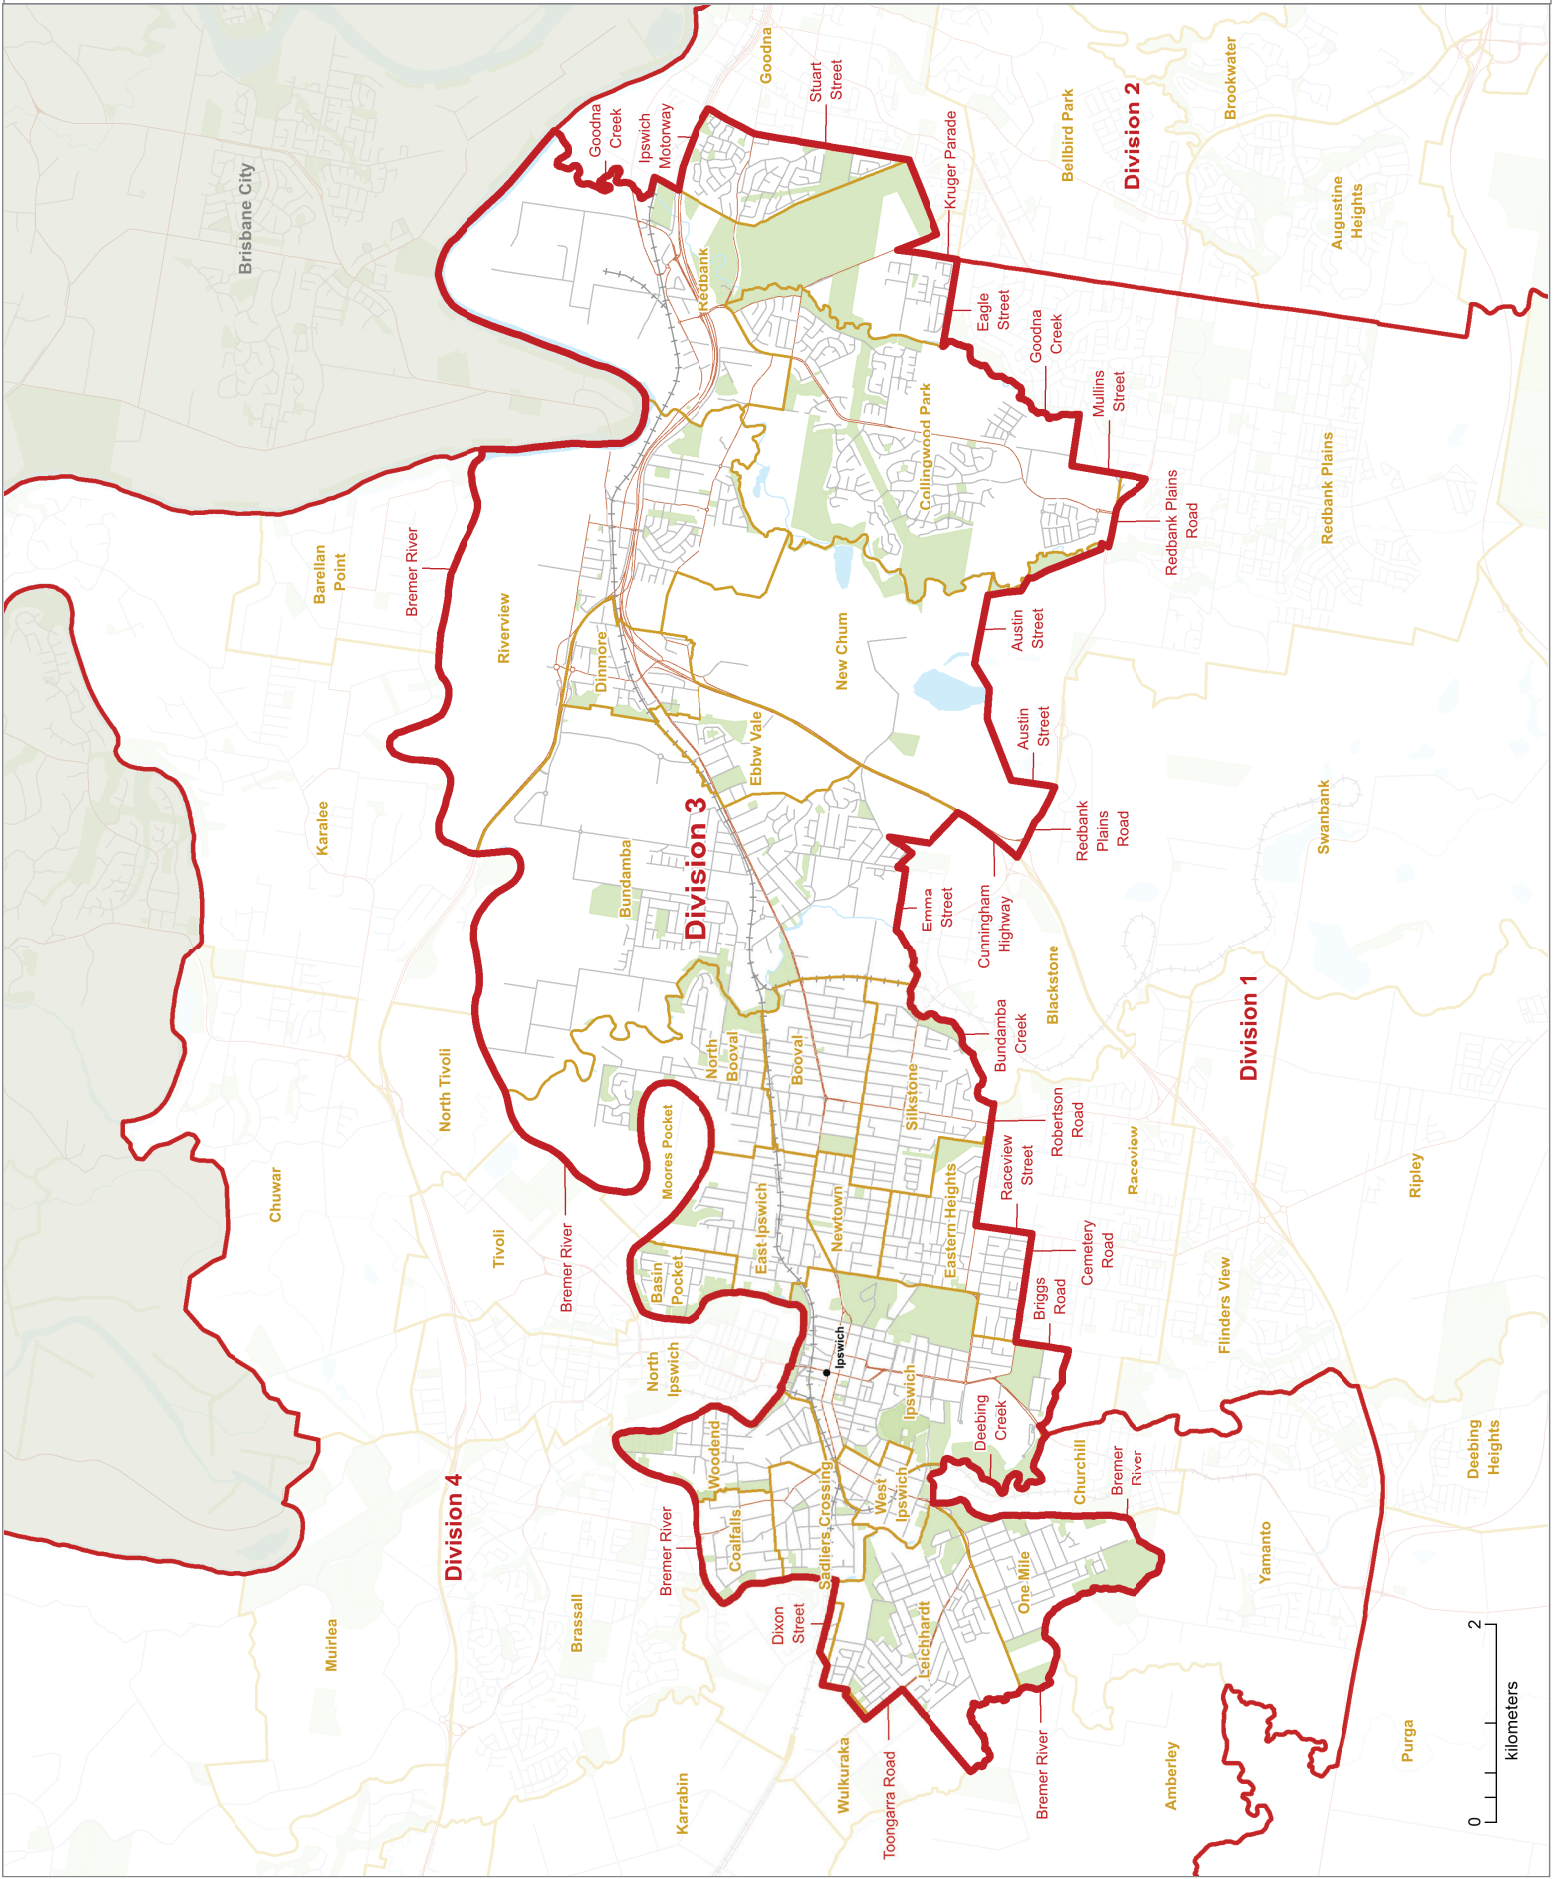 Brisbane City
Goodna
Creek
Ipswich
Motorway
Goodna
Stuart
Street
Kruger Parade
Bellbird Park
Division 2
Brookwater
Augustine
Heights
Redbank
Eagle
Street
Goodna
Creek
Mullins
Street
Collingwood Park
Redbank Plains
Road
Redbank Plains
Barellan
Point
Bremer River
Riverview
Dinmore
New Chum
Austin
Street
Austin
Street
Ebbw Vale
Karalee
Division 3
Bundamba
Redbank
Plains
Road
Swanbank
Emma
Street
Cunningham
Highway
Blackstone
Division 1
North Tivoli
North
Booval
Booval
Silkstone
Bundamba
Creek
Robertson
Road
Chuwar
Moores Pocket
Raceview
Street
Raceview
Ripley
Tivoli
Bremer River
East Ipswich
Newtown
Eastern Heights
Basin
Pocket
Cemetery
Road
Briggs
Road
Flinders View
North
Ipswich
Ipswich
Ipswich
Deebing
Creek
Woodend
Churchill
Bremer
River
Deebing
Heights
Division 4
Bremer River
Coalfalls
Sadliers Crossing
West
Ipswich
One Mile
Yamanto
Muirlea
Brassall
Dixon
Street
Leichhardt
Karrabin
Wulkuraka
Toongarra Road
Bremer River
Amberley
Purga
0
2
kilometers